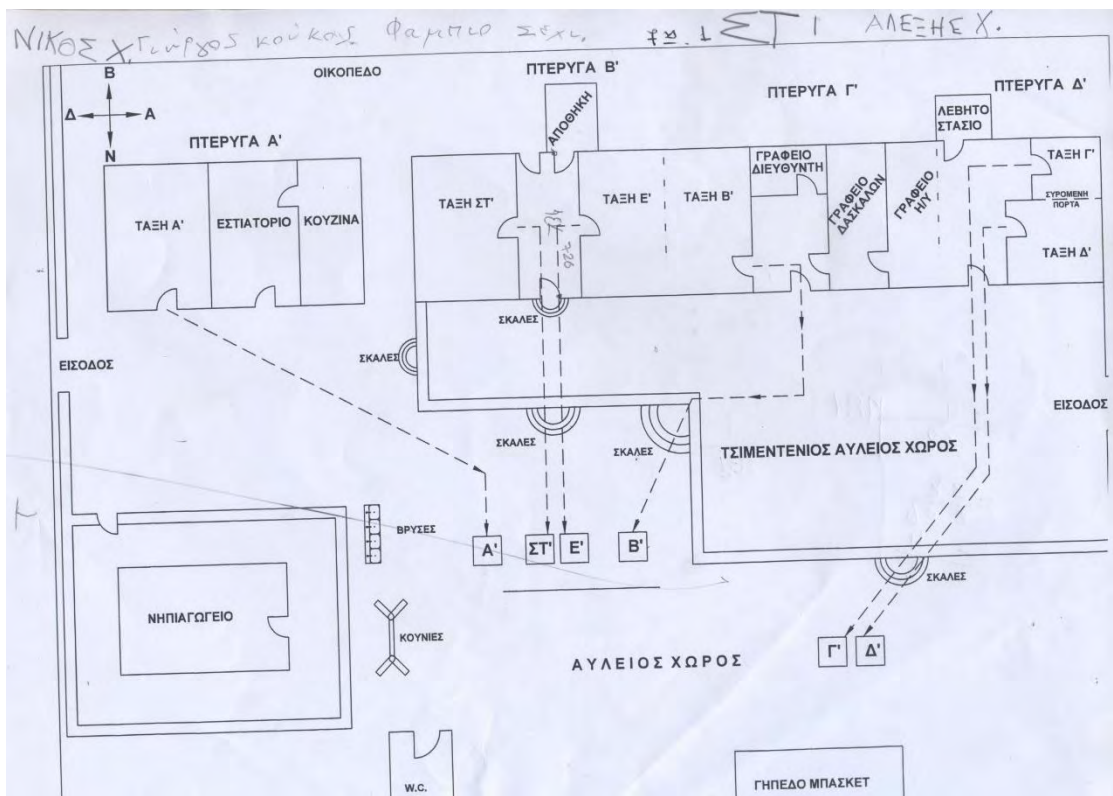 ΝΙΚΟΣ Χ. Γιώργος κούκας. Φαμπιο ΣΤ1 ΑΛΕΞΗΣ Χ.
Β
Δ Α
Ν
ΟΙΚΟΠΕΔΟ
ΠΤΕΡΥΓΑ Α'
ΠΤΕΡΥΓΑ Β'
ΠΤΕΡΥΓΑ Γ'
ΠΤΕΡΥΓΑ Δ'
ΤΑΞΗ Α'
ΕΣΤΙΑΤΟΡΙΟ
ΚΟΥΖΙΝΑ
ΑΠΟΘΗΚΗ
ΤΑΞΗ ΣΤ'
ΤΑΞΗ Ε'
ΤΑΞΗ Β'
ΓΡΑΦΕΙΟ
ΔΙΕΥΘΥΝΤΗ
ΓΡΑΦΕΙΟ
ΔΑΣΚΑΛΩΝ
ΓΡΑΦΕΙΟ
Η/Υ
ΛΕΒΗΤΟ
ΣΤΑΣΙΟ
ΤΑΞΗ Γ'
ΣΥΡΟΜΕΝΗ
ΠΟΡΤΑ
ΤΑΞΗ Δ'
ΣΚΑΛΕΣ
ΣΚΑΛΕΣ
ΕΙΣΟΔΟΣ
ΕΙΣΟΔΟΣ
ΣΚΑΛΕΣ
ΣΚΑΛΕΣ
ΤΣΙΜΕΝΤΕΝΙΟΣ ΑΥΛΕΙΟΣ ΧΩΡΟΣ
ΒΡΥΣΕΣ
Α' ΣΤ' Ε' Β'
ΣΚΑΛΕΣ
ΝΗΠΙΑΓΩΓΕΙΟ
ΚΟΥΝΙΕΣ
ΑΥΛΕΙΟΣ ΧΩΡΟΣ
Γ' Δ'
W.C.
ΓΗΠΕΔΟ ΜΠΑΣΚΕΤ